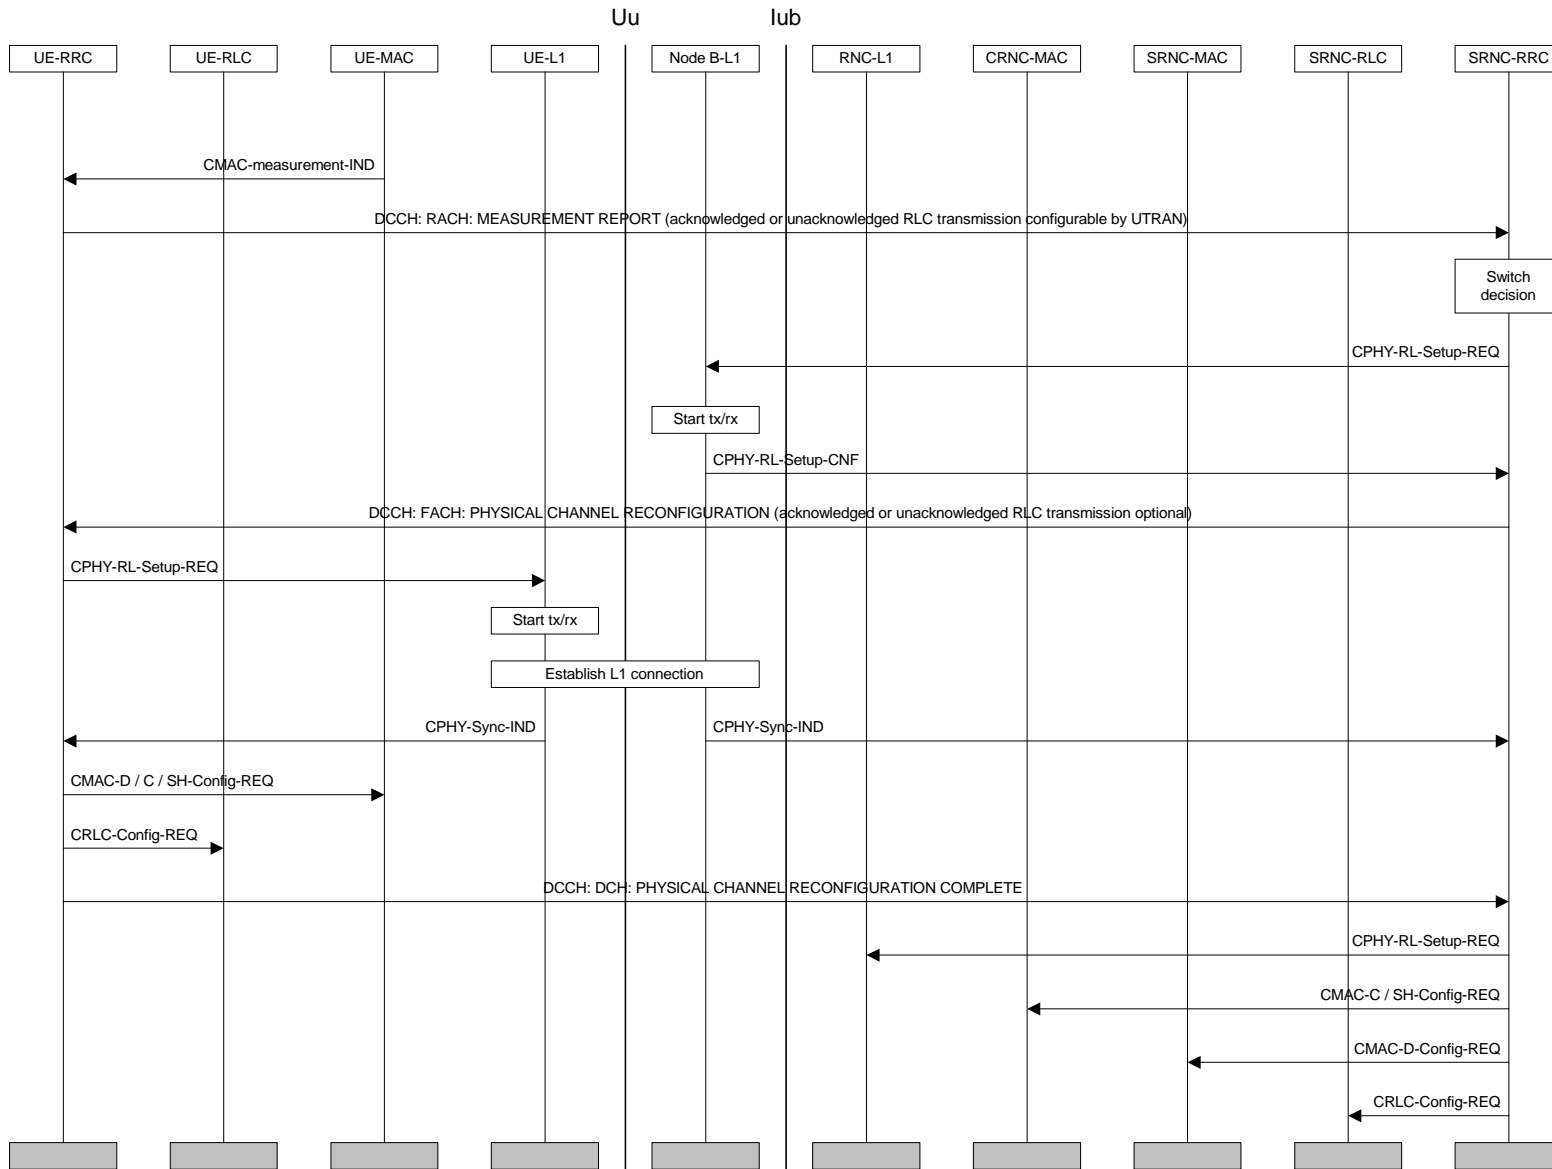 Uu
Iub
UE-RRC
UE-RLC
UE-MAC
UE-L1
Node B-L1
RNC-L1
CRNC-MAC
SRNC-MAC
SRNC-RLC
SRNC-RRC
CMAC-measurement-IND
DCCH: RACH: MEASUREMENT REPORT (acknowledged or unacknowledged RLC transmission configurable by UTRAN)
Switch
decision
CPHY-RL-Setup-REQ
Start tx/rx
CPHY-RL-Setup-CNF
DCCH: FACH: PHYSICAL CHANNEL RECONFIGURATION (acknowledged or unacknowledged RLC transmission optional)
CPHY-RL-Setup-REQ
Start tx/rx
Establish L1 connection
CPHY-Sync-IND
CPHY-Sync-IND
CMAC-D / C / SH-Config-REQ
CRLC-Config-REQ
DCCH: DCH: PHYSICAL CHANNEL RECONFIGURATION COMPLETE
CPHY-RL-Setup-REQ
CMAC-C / SH-Config-REQ
CMAC-D-Config-REQ
CRLC-Config-REQ